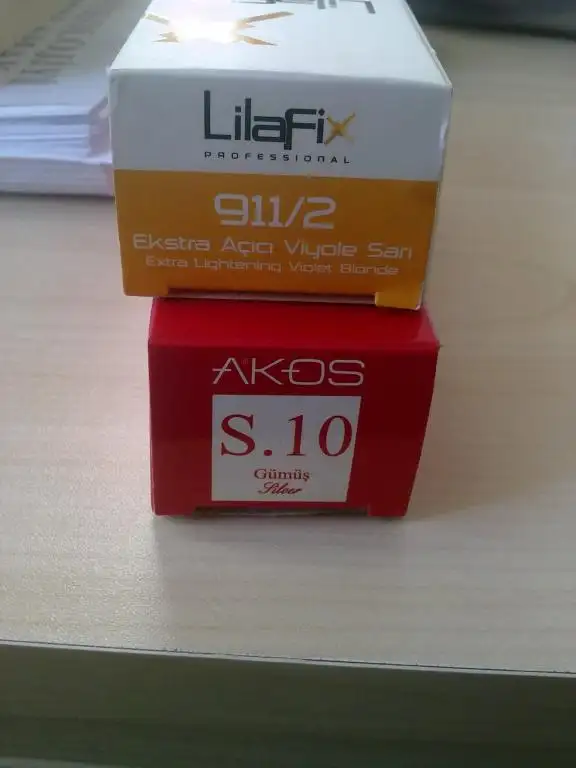 LilaFix
PROFESSIONAL
911/2
Ekstra Açıcı Viyole Sarı
Extra Lightening Violet Blonde
AKOS
S.10
Gümüş
Silver